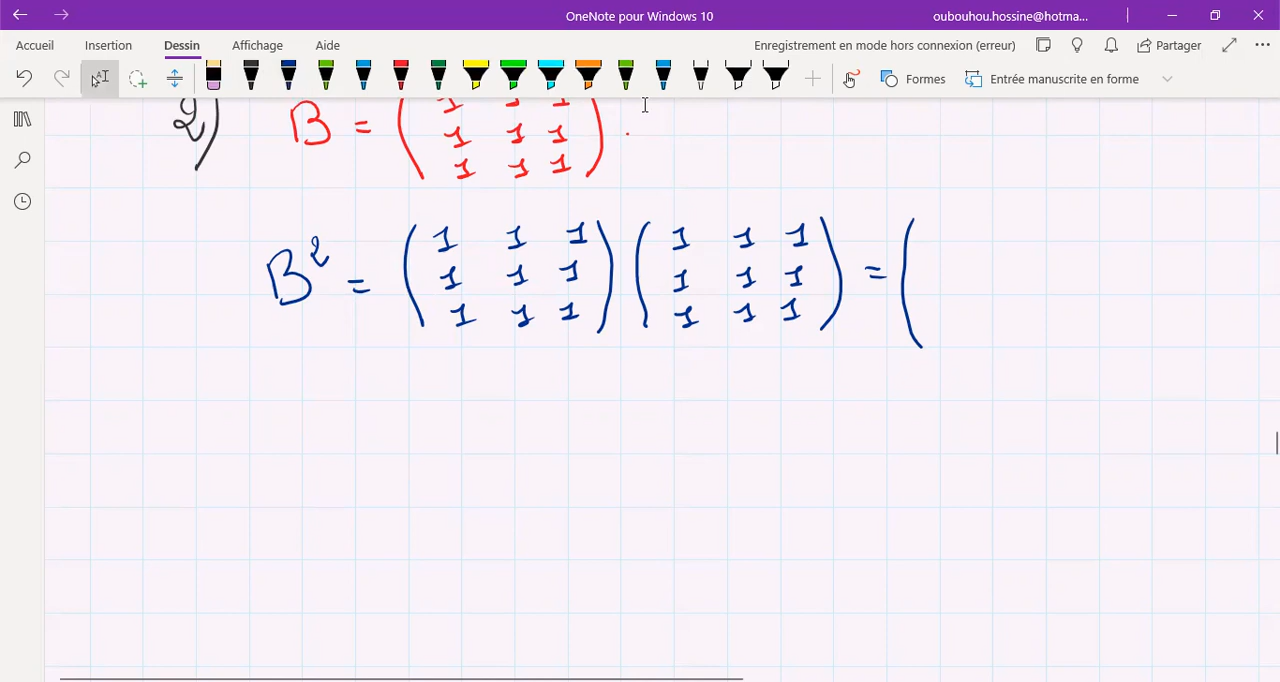 OneNote pour Windows 10
oubouhou.hossine@hotma...
Accueil Insertion Dessin Affichage Aide
Enregistrement en mode hors connexion (erreur) Partager
Formes Entrée manuscrite en forme
2) B = ( 1 1 1
1 1 1
1 1 1 ) .
B² = ( 1 1 1 ) ( 1 1 1 ) = (
1 1 1 1 1 1
1 1 1 1 1 1